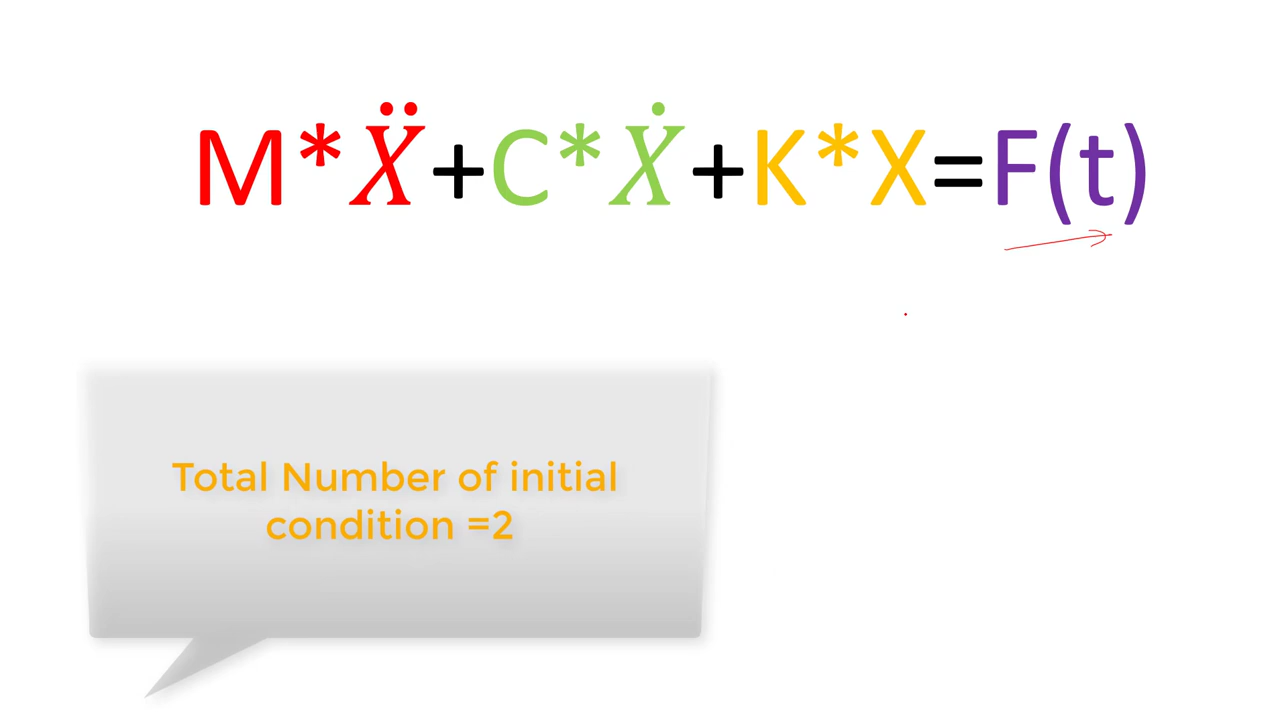 M*Ẍ+C*Ẋ+K*X=F(t)
Total Number of initial
condition =2